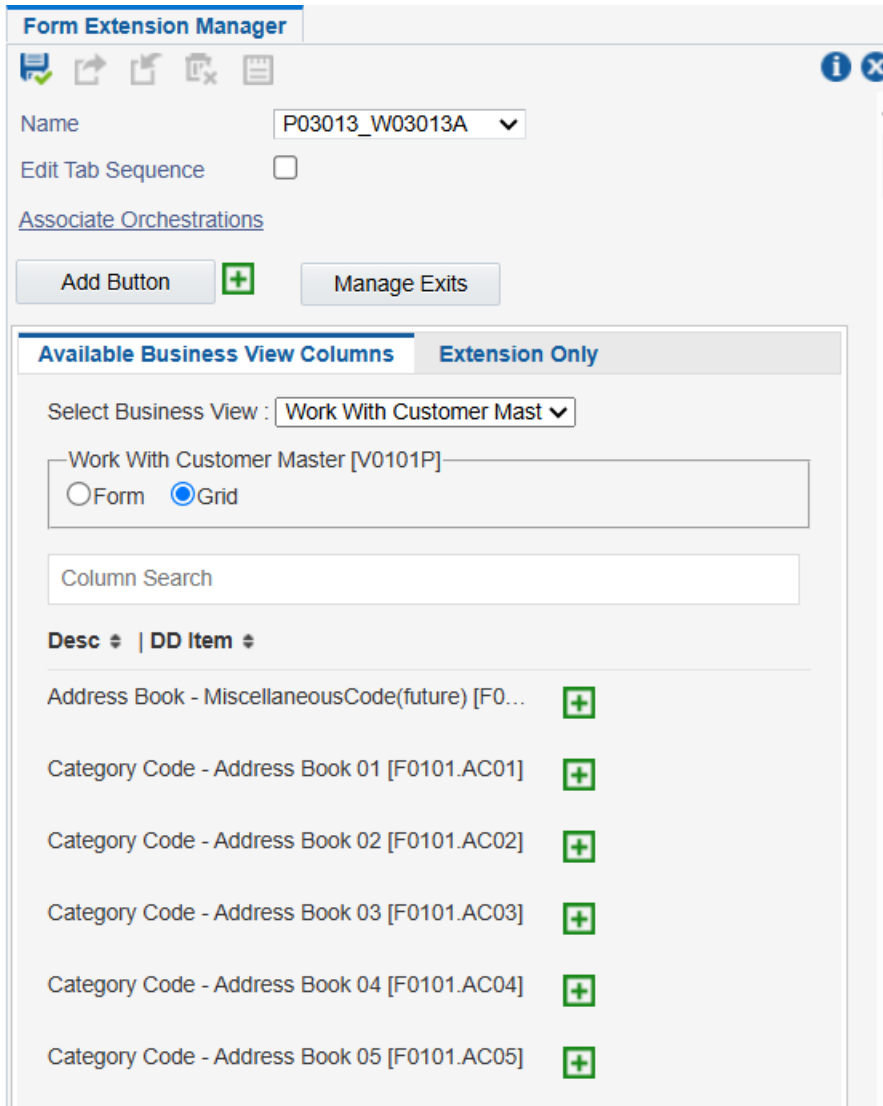 Form Extension Manager
Name P03013_W03013A
Edit Tab Sequence
Associate Orchestrations
Add Button Manage Exits
Available Business View Columns Extension Only
Select Business View : Work With Customer Mast
Work With Customer Master [V0101P]
Form Grid
Column Search
Desc | DD Item
Address Book - MiscellaneousCode(future) [F0...
Category Code - Address Book 01 [F0101.AC01]
Category Code - Address Book 02 [F0101.AC02]
Category Code - Address Book 03 [F0101.AC03]
Category Code - Address Book 04 [F0101.AC04]
Category Code - Address Book 05 [F0101.AC05]